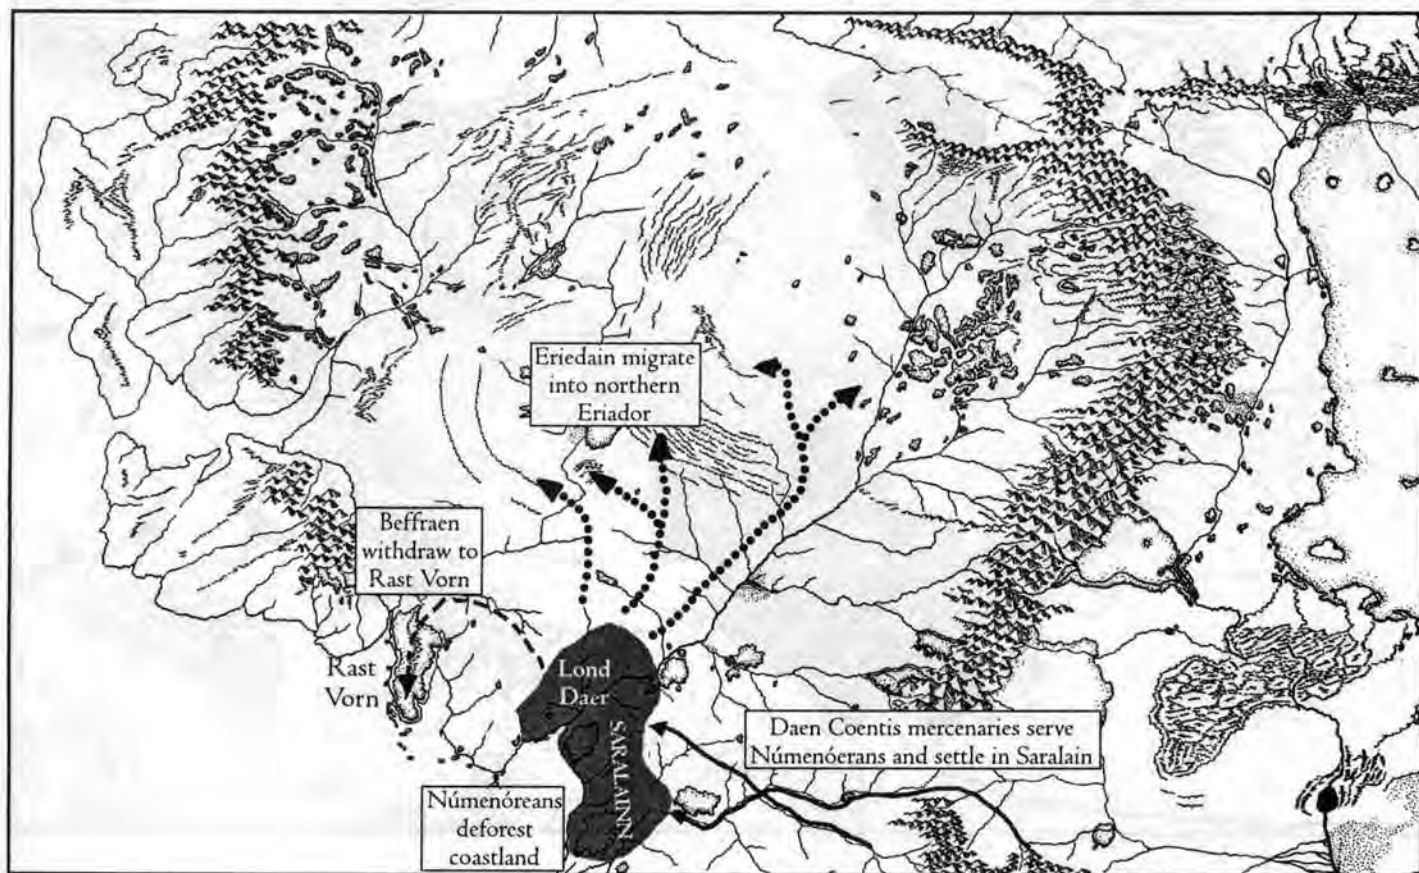 Eriedain migrate
into northern
Eriador
Beffraen
withdraw to
Rast Vorn
Rast
Vorn
Lond
Daer
SARALAINN
Daen Coentis mercenaries serve
Númenóerans and settle in Saralain
Númenóreans
deforest
coastland